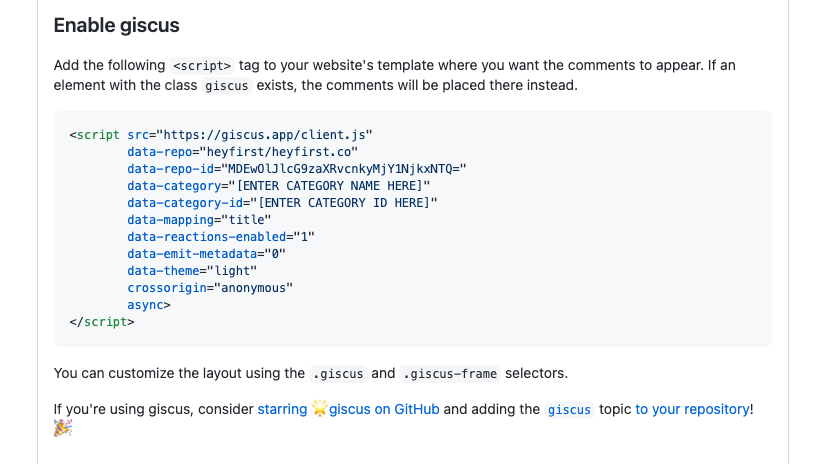 Enable giscus
Add the following <script> tag to your website's template where you want the comments to appear. If an
element with the class giscus exists, the comments will be placed there instead.
<script src="https://giscus.app/client.js"
data-repo="heyfirst/heyfirst.co"
data-repo-id="MDEwOlJlcG9zaXRvcnkyMjY1NjkxNTQ="
data-category="[ENTER CATEGORY NAME HERE]"
data-category-id="[ENTER CATEGORY ID HERE]"
data-mapping="title"
data-reactions-enabled="1"
data-emit-metadata="0"
data-theme="light"
crossorigin="anonymous"
async>
</script>
You can customize the layout using the .giscus and .giscus-frame selectors.
If you're using giscus, consider starring 🌟giscus on GitHub and adding the giscus topic to your repository!
🎉